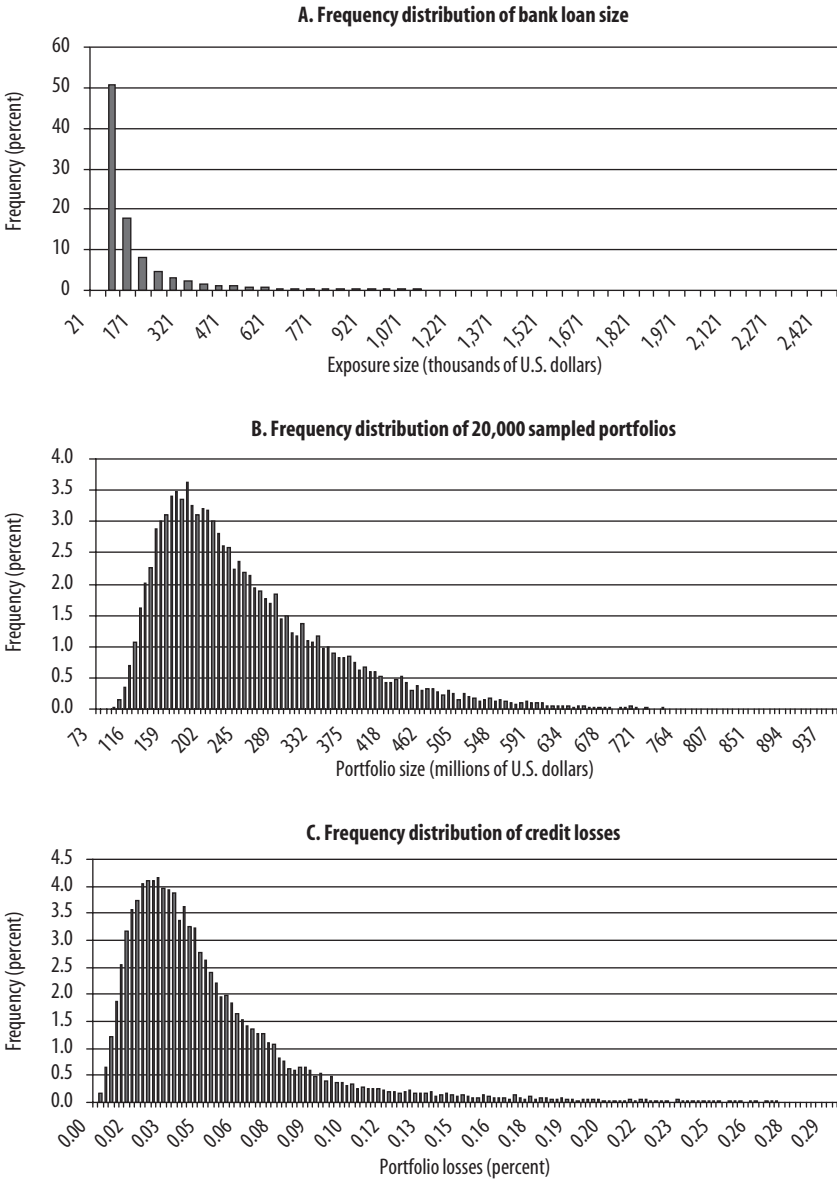 A. Frequency distribution of bank loan size
Frequency (percent)
60
50
40
30
20
10
0
21 171 321 471 621 771 921 1,071 1,221 1,371 1,521 1,671 1,821 1,971 2,121 2,271 2,421
Exposure size (thousands of U.S. dollars)
B. Frequency distribution of 20,000 sampled portfolios
Frequency (percent)
4.0
3.5
3.0
2.5
2.0
1.5
1.0
0.5
0.0
73 116 159 202 245 289 332 375 418 462 505 548 591 634 678 721 764 807 851 894 937
Portfolio size (millions of U.S. dollars)
C. Frequency distribution of credit losses
Frequency (percent)
4.5
4.0
3.5
3.0
2.5
2.0
1.5
1.0
0.5
0.0
0.00 0.02 0.03 0.05 0.06 0.08 0.09 0.10 0.12 0.13 0.15 0.16 0.18 0.19 0.20 0.22 0.23 0.25 0.26 0.28 0.29
Portfolio losses (percent)